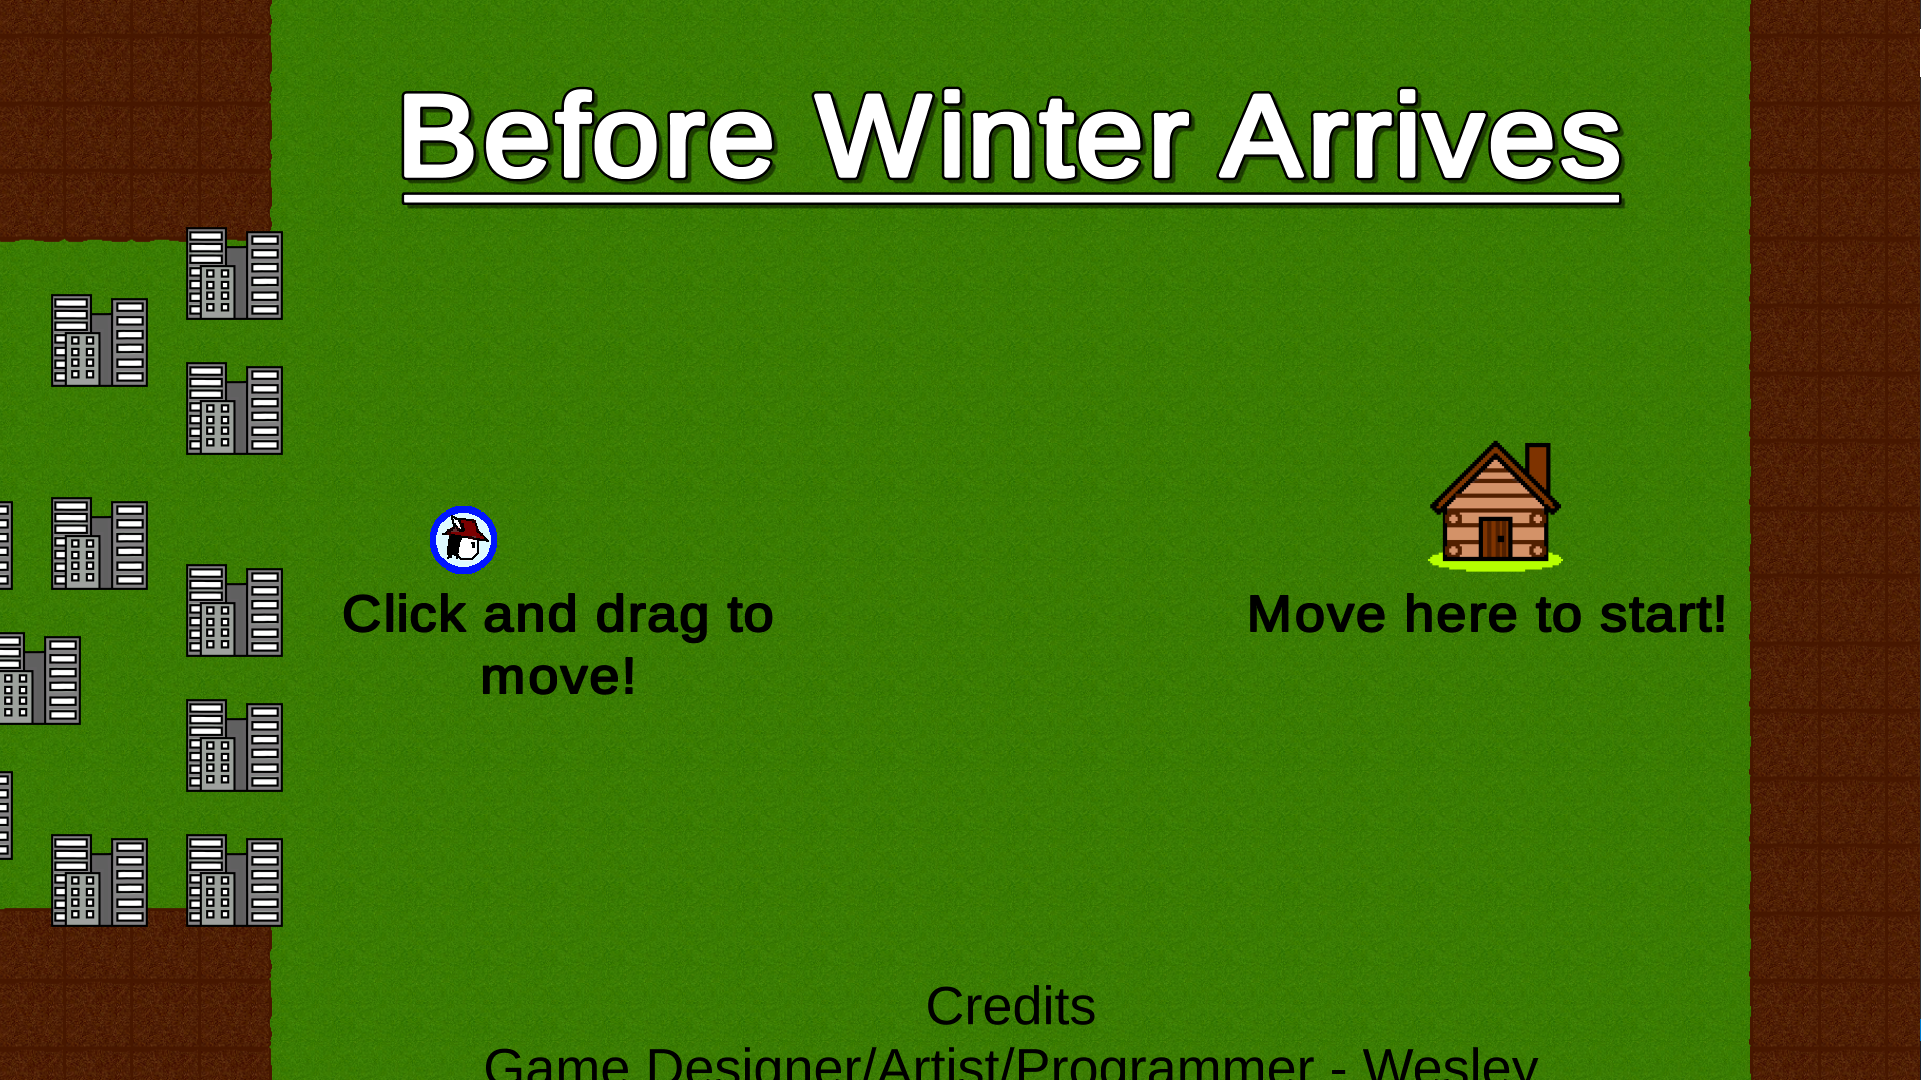 Before Winter Arrives
Click and drag to
move!
Move here to start!
Credits
Game Designer/Artist/Programmer - Wesley